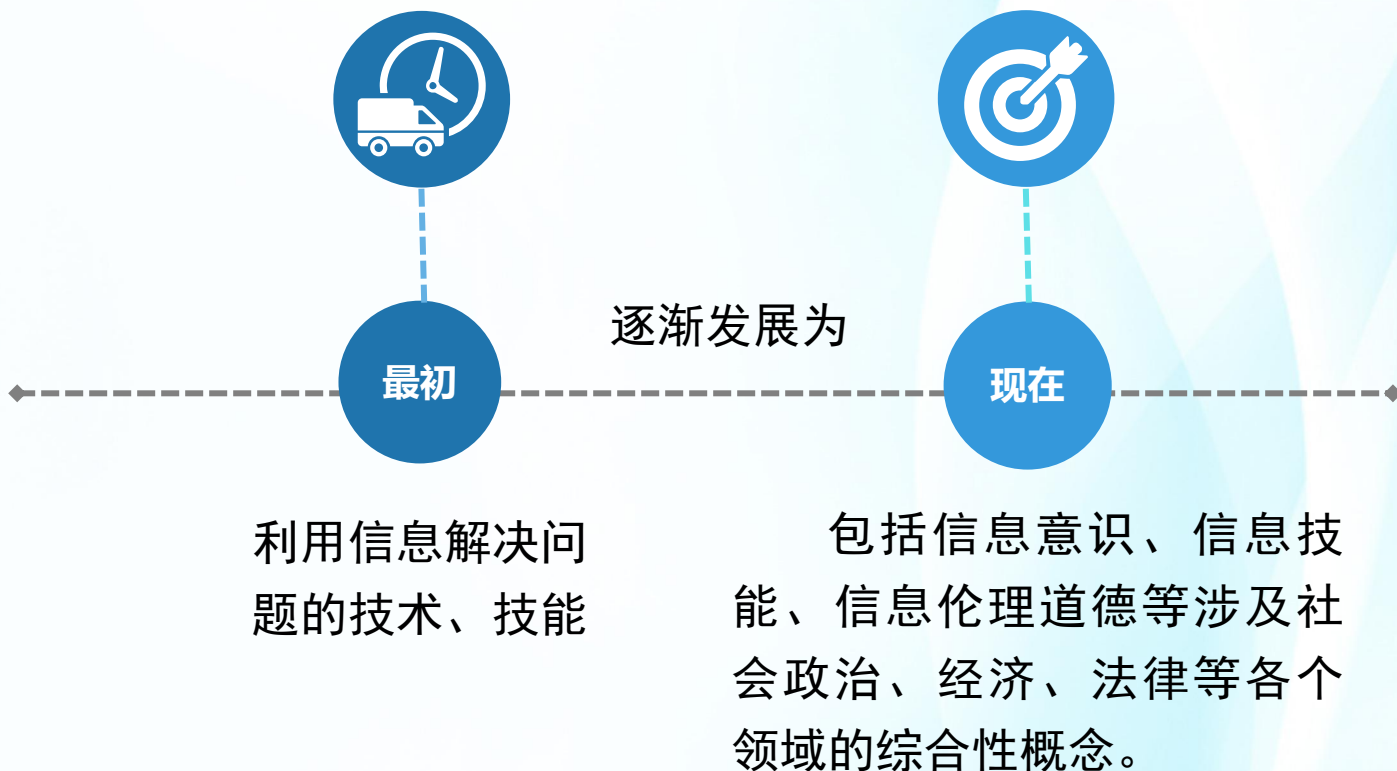 逐渐发展为
最初
现在
利用信息解决问
题的技术、技能
包括信息意识、信息技
能、信息伦理道德等涉及社
会政治、经济、法律等各个
领域的综合性概念。